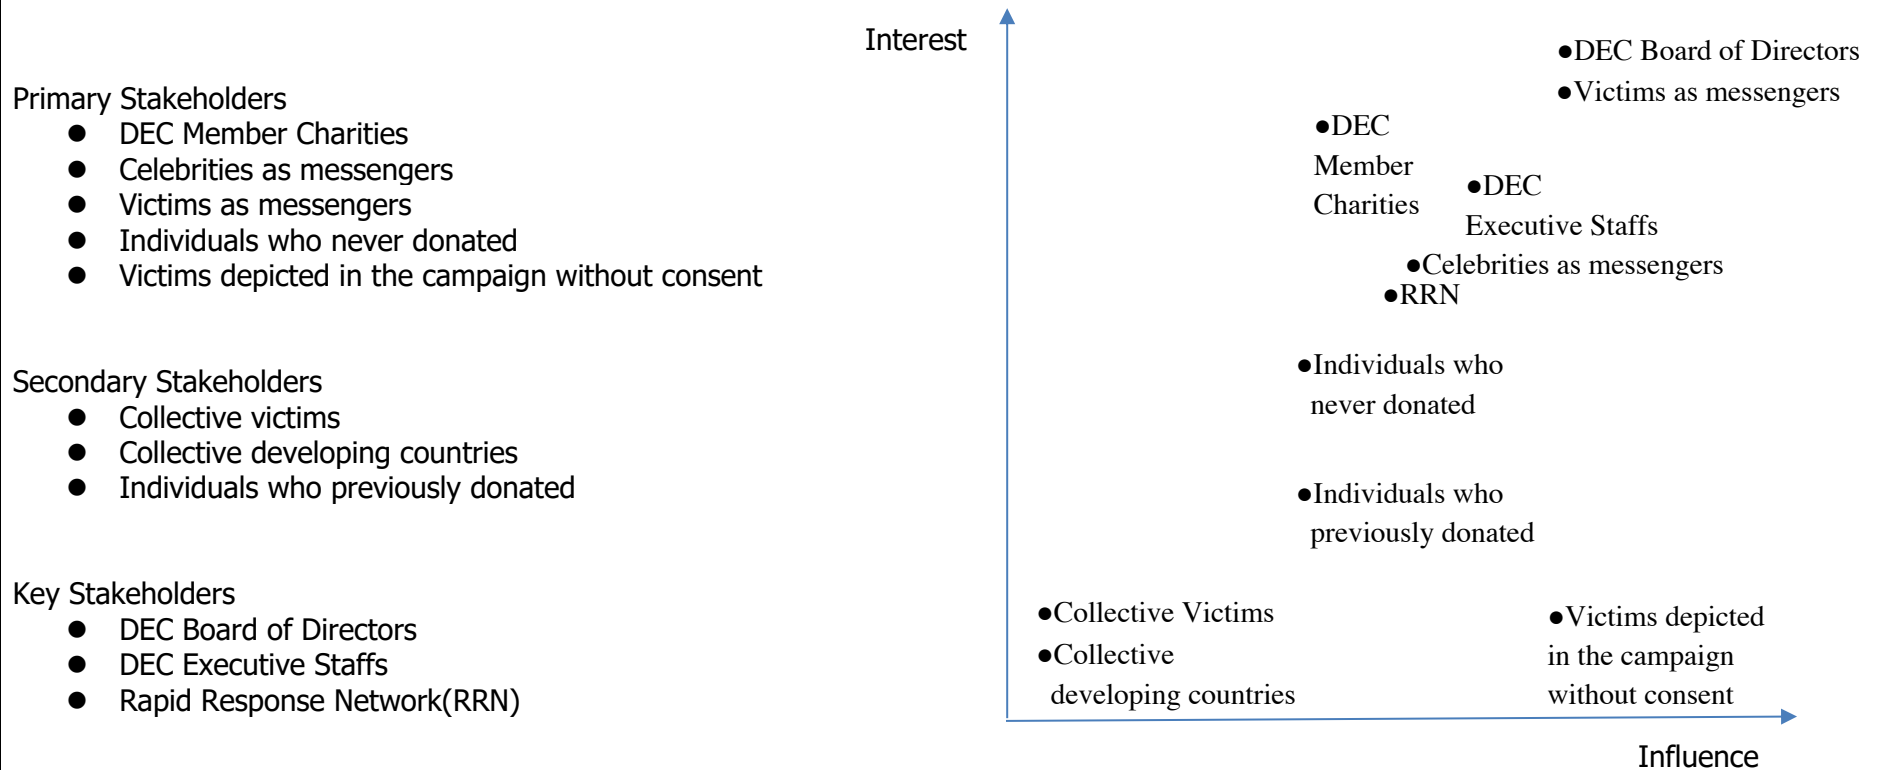 Primary Stakeholders
● DEC Member Charities
● Celebrities as messengers
● Victims as messengers
● Individuals who never donated
● Victims depicted in the campaign without consent
Secondary Stakeholders
● Collective victims
● Collective developing countries
● Individuals who previously donated
Key Stakeholders
● DEC Board of Directors
● DEC Executive Staffs
● Rapid Response Network(RRN)
Interest
●DEC Board of Directors
●Victims as messengers
●DEC
Member
Charities
●DEC
Executive Staffs
●Celebrities as messengers
●RRN
●Individuals who
never donated
●Individuals who
previously donated
●Collective Victims
●Collective
developing countries
●Victims depicted
in the campaign
without consent
Influence